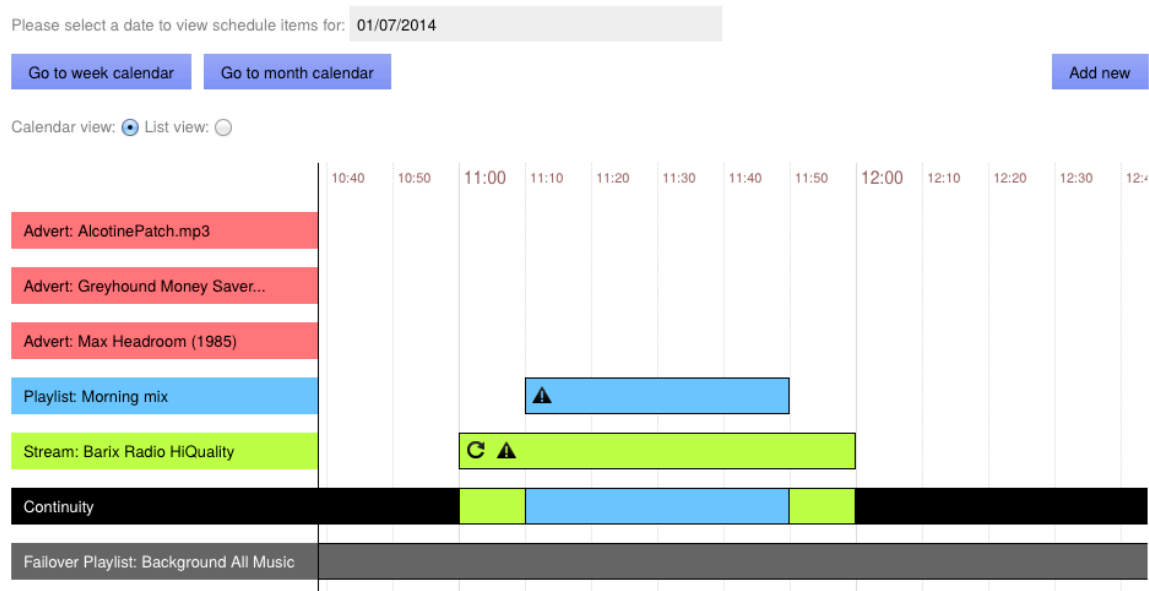 Please select a date to view schedule items for: 01/07/2014
Go to week calendar Go to month calendar Add new
Calendar view: List view:
10:40 10:50 11:00 11:10 11:20 11:30 11:40 11:50 12:00 12:10 12:20 12:30
Advert: AlcotinePatch.mp3
Advert: Greyhound Money Saver...
Advert: Max Headroom (1985)
Playlist: Morning mix
Stream: Barix Radio HiQuality
Continuity
Failover Playlist: Background All Music